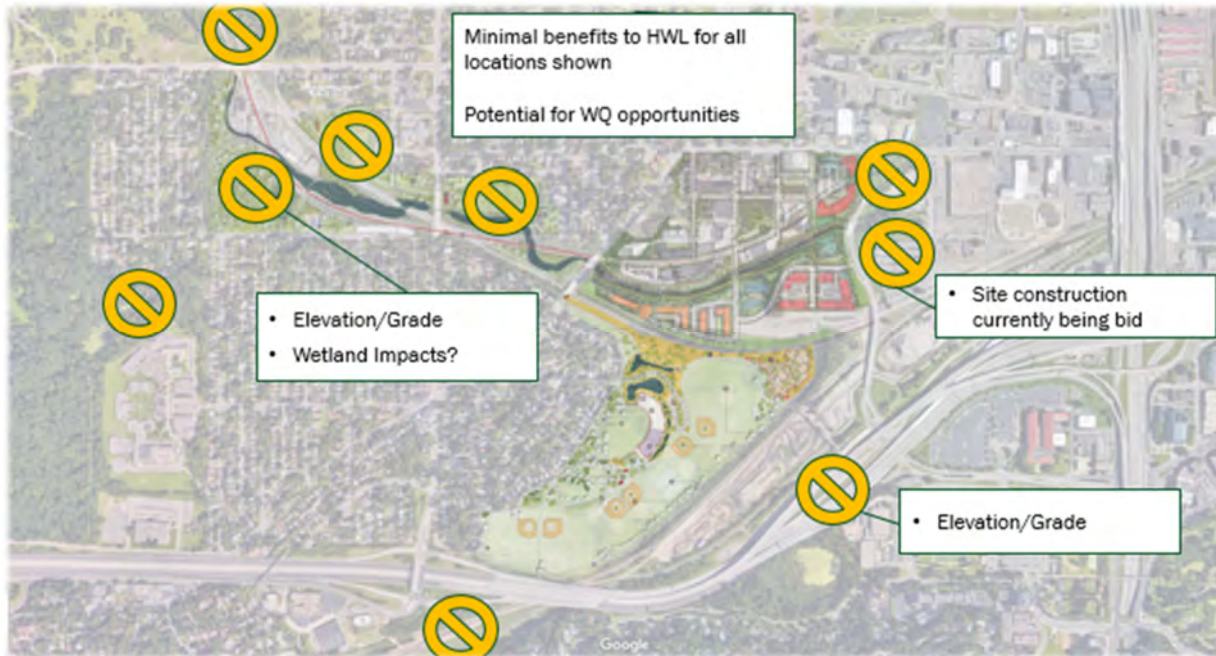 Minimal benefits to HWL for all
locations shown
Potential for WQ opportunities
• Elevation/Grade
• Wetland Impacts?
• Site construction
currently being bid
• Elevation/Grade
Google